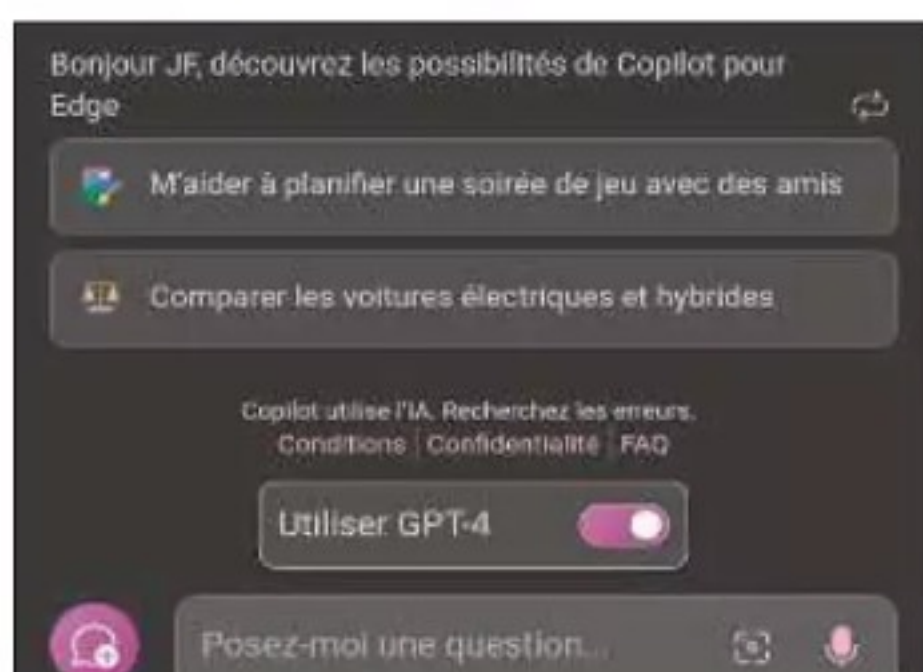 Bonjour JF, découvrez les possibilités de Copilot pour
Edge
M'aider à planifier une soirée de jeu avec des amis
Comparer les voitures électriques et hybrides
Copilot utilise l'IA. Recherchez les erreurs.
Conditions | Confidentialité | FAQ
Utiliser GPT-4
Posez-moi une question...